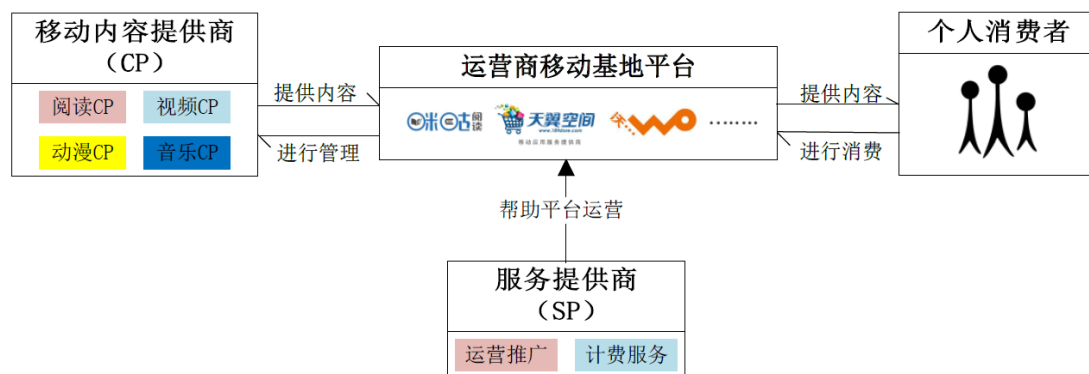 移动内容提供商
（CP）
阅读CP
视频CP
动漫CP
音乐CP
提供内容
进行管理
运营商移动基地平台
咪咕
阅读
天翼空间
www.189store.com
移动应用服务提供商
WO
………
提供内容
进行消费
个人消费者
帮助平台运营
服务提供商
（SP）
运营推广
计费服务